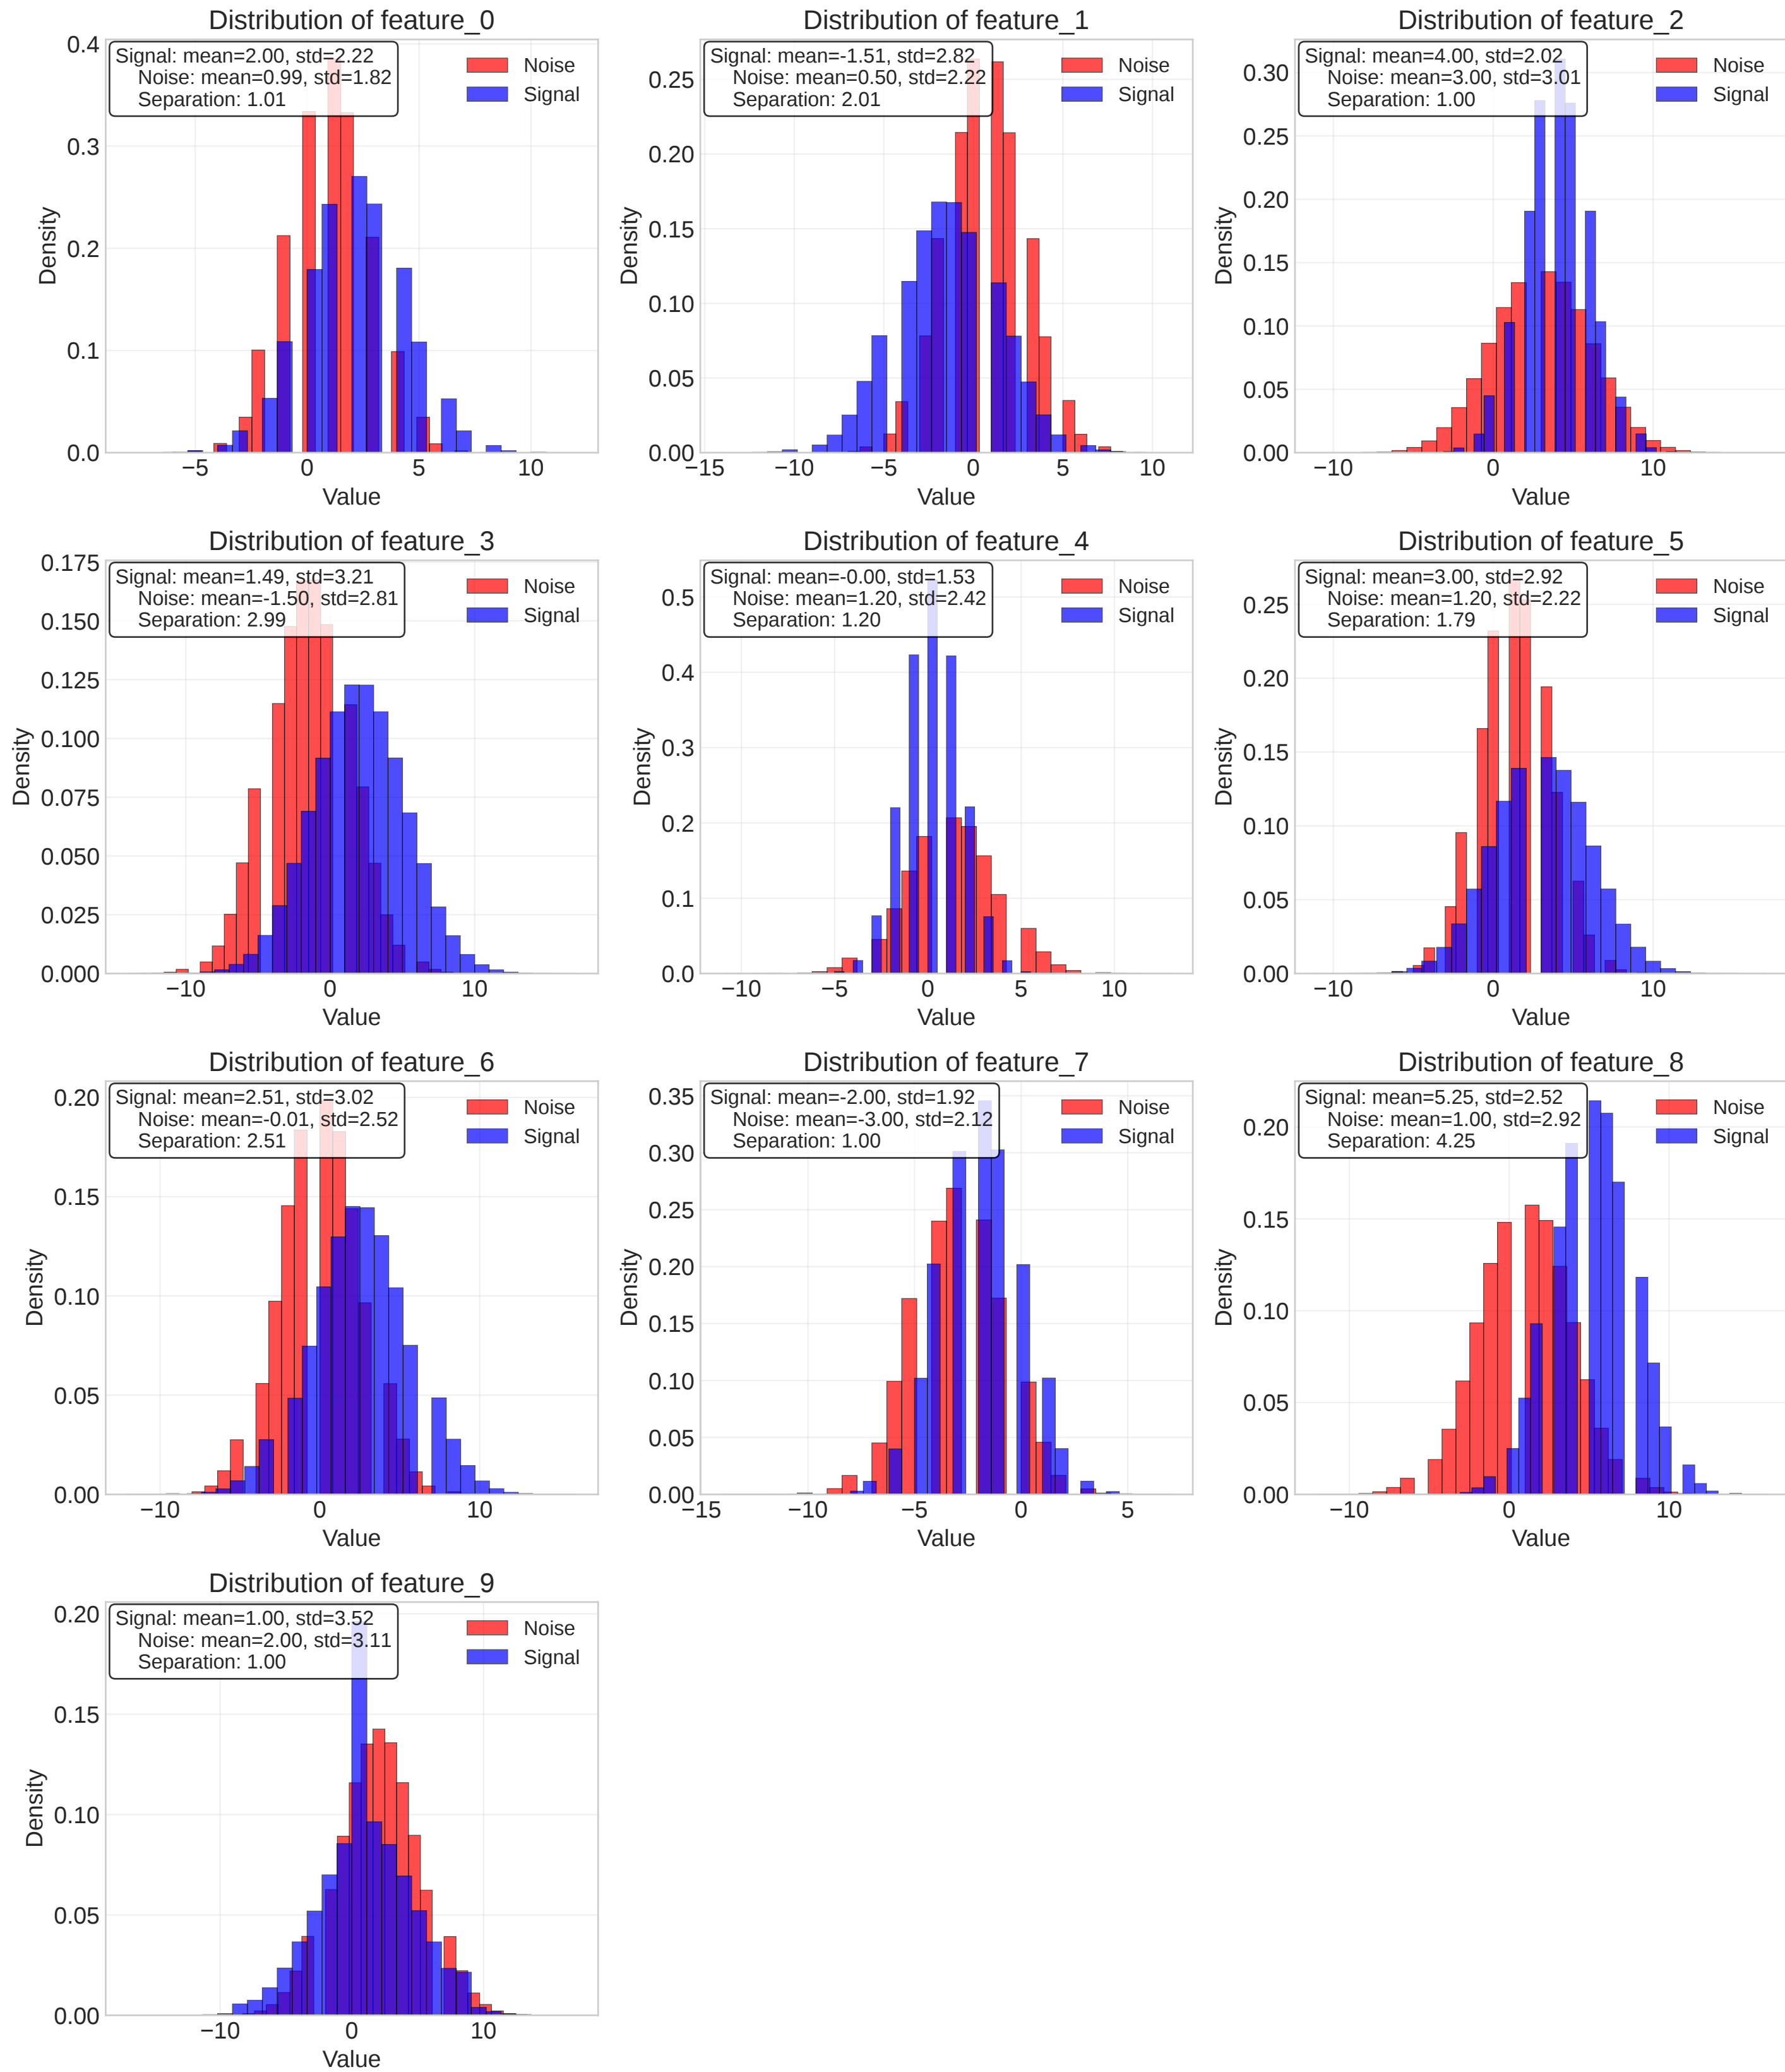 Distribution of feature_0
Signal: mean=2.00, std=2.22
Noise: mean=0.99, std=1.82
Separation: 1.01
Noise
Signal
0.4
0.3
0.2
0.1
0.0
Density
−5
0
5
10
Value
Distribution of feature_1
Signal: mean=-1.51, std=2.82
Noise: mean=0.50, std=2.22
Separation: 2.01
Noise
Signal
0.25
0.20
0.15
0.10
0.05
0.00
Density
−15
−10
−5
0
5
10
Value
Distribution of feature_2
Signal: mean=4.00, std=2.02
Noise: mean=3.00, std=3.01
Separation: 1.00
Noise
Signal
0.30
0.25
0.20
0.15
0.10
0.05
0.00
Density
−10
0
10
Value
Distribution of feature_3
Signal: mean=1.49, std=3.21
Noise: mean=-1.50, std=2.81
Separation: 2.99
Noise
Signal
0.175
0.150
0.125
0.100
0.075
0.050
0.025
0.000
Density
−10
0
10
Value
Distribution of feature_4
Signal: mean=-0.00, std=1.53
Noise: mean=1.20, std=2.42
Separation: 1.20
Noise
Signal
0.5
0.4
0.3
0.2
0.1
0.0
Density
−10
−5
0
5
10
Value
Distribution of feature_5
Signal: mean=3.00, std=2.92
Noise: mean=1.20, std=2.22
Separation: 1.79
Noise
Signal
0.25
0.20
0.15
0.10
0.05
0.00
Density
−10
0
10
Value
Distribution of feature_6
Signal: mean=2.51, std=3.02
Noise: mean=-0.01, std=2.52
Separation: 2.51
Noise
Signal
0.20
0.15
0.10
0.05
0.00
Density
−10
0
10
Value
Distribution of feature_7
Signal: mean=-2.00, std=1.92
Noise: mean=-3.00, std=2.12
Separation: 1.00
Noise
Signal
0.35
0.30
0.25
0.20
0.15
0.10
0.05
0.00
Density
−15
−10
−5
0
5
Value
Distribution of feature_8
Signal: mean=5.25, std=2.52
Noise: mean=1.00, std=2.92
Separation: 4.25
Noise
Signal
0.20
0.15
0.10
0.05
0.00
Density
−10
0
10
Value
Distribution of feature_9
Signal: mean=1.00, std=3.52
Noise: mean=2.00, std=3.11
Separation: 1.00
Noise
Signal
0.20
0.15
0.10
0.05
0.00
Density
−10
0
10
Value